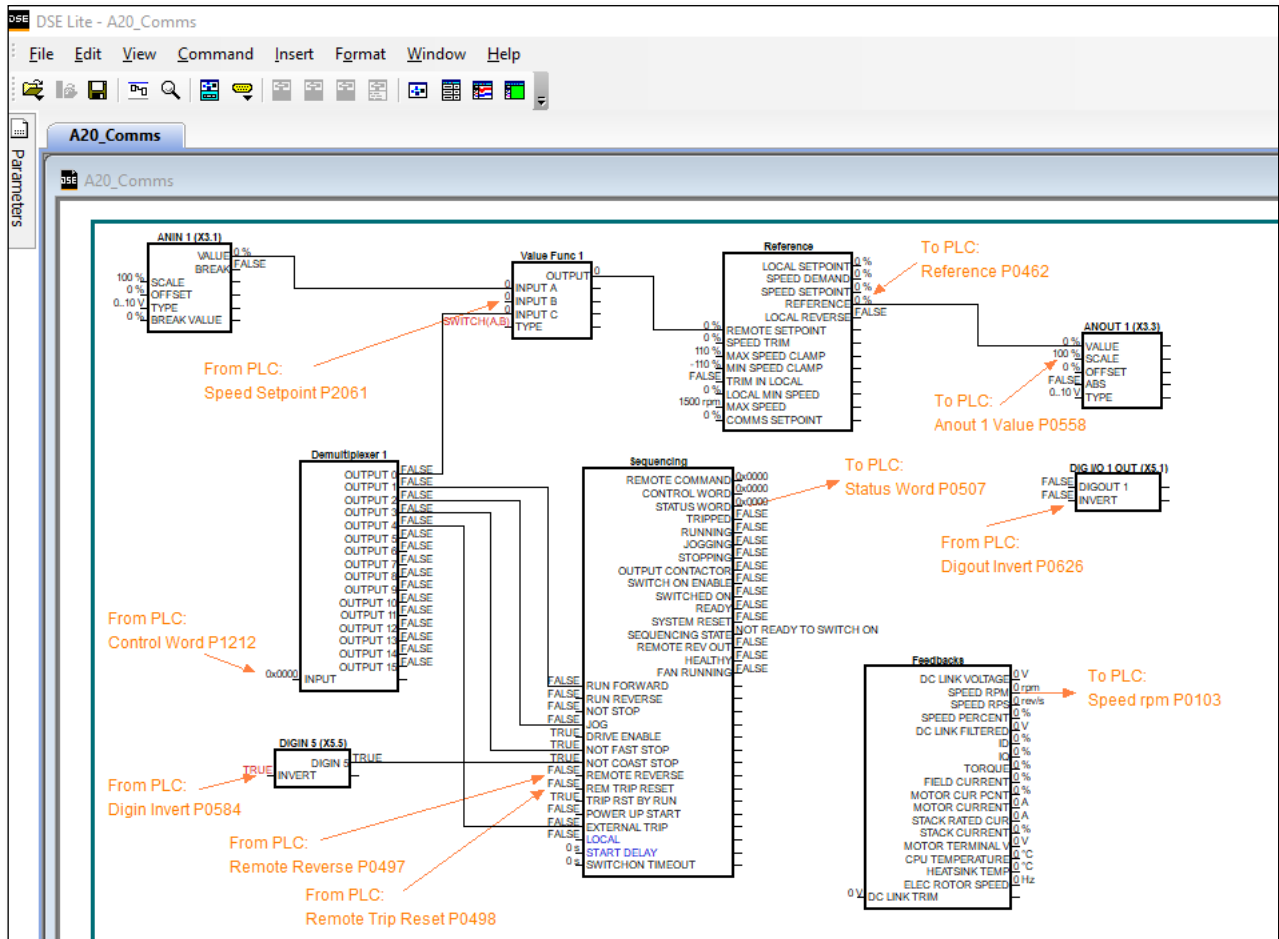 DSE DSE Lite - A20_Comms
File Edit View Command Insert Format Window Help
Parameters
A20_Comms
DSE A20_Comms
ANIN 1 (X3.1)
VALUE 0 %
BREAK FALSE
100 % SCALE
0 % OFFSET
0..10 V TYPE
0 % BREAK VALUE
Value Func 1
OUTPUT 0
0 INPUT A
0 INPUT B
0 INPUT C
SWITCH(A,B) TYPE
From PLC:
Speed Setpoint P2061
Reference
LOCAL SETPOINT 0 %
SPEED DEMAND 0 %
SPEED SETPOINT 0 %
REFERENCE 0 %
LOCAL REVERSE FALSE
0 % REMOTE SETPOINT
0 % SPEED TRIM
110 % MAX SPEED CLAMP
-110 % MIN SPEED CLAMP
FALSE TRIM IN LOCAL
0 % LOCAL MIN SPEED
1500 rpm MAX SPEED
0 % COMMS SETPOINT
To PLC:
Reference P0462
ANOUT 1 (X3.3)
0 % VALUE
100 % SCALE
0 % OFFSET
FALSE ABS
0..10 V TYPE
To PLC:
Anout 1 Value P0558
Demultiplexer 1
OUTPUT 0 FALSE
OUTPUT 1 FALSE
OUTPUT 2 FALSE
OUTPUT 3 FALSE
OUTPUT 4 FALSE
OUTPUT 5 FALSE
OUTPUT 6 FALSE
OUTPUT 7 FALSE
OUTPUT 8 FALSE
OUTPUT 9 FALSE
OUTPUT 10 FALSE
OUTPUT 11 FALSE
OUTPUT 12 FALSE
OUTPUT 13 FALSE
OUTPUT 14 FALSE
OUTPUT 15 FALSE
0x0000 INPUT
From PLC:
Control Word P1212
DIGIN 5 (X5.5)
DIGIN 5 TRUE
TRUE INVERT
From PLC:
Digin Invert P0584
Sequencing
REMOTE COMMAND 0x0000
CONTROL WORD 0x0000
STATUS WORD 0x0000
TRIPPED FALSE
RUNNING FALSE
JOGGING FALSE
STOPPING FALSE
OUTPUT CONTACTOR FALSE
SWITCH ON ENABLE FALSE
SWITCHED ON FALSE
READY FALSE
SYSTEM RESET FALSE
SEQUENCING STATE NOT READY TO SWITCH ON
REMOTE REV OUT FALSE
HEALTHY FALSE
FAN RUNNING FALSE
FALSE RUN FORWARD
FALSE RUN REVERSE
FALSE NOT STOP
FALSE JOG
TRUE DRIVE ENABLE
TRUE NOT FAST STOP
TRUE NOT COAST STOP
FALSE REMOTE REVERSE
FALSE REM TRIP RESET
TRUE TRIP RST BY RUN
FALSE POWER UP START
FALSE EXTERNAL TRIP
FALSE LOCAL
0 s START DELAY
0 s SWITCHON TIMEOUT
To PLC:
Status Word P0507
From PLC:
Remote Reverse P0497
From PLC:
Remote Trip Reset P0498
DIG I/O 1 OUT (X5.1)
FALSE DIGOUT 1
FALSE INVERT
From PLC:
Digout Invert P0626
Feedbacks
DC LINK VOLTAGE 0 V
SPEED RPM 0 rpm
SPEED RPS 0 rev/s
SPEED PERCENT 0 %
DC LINK FILTERED 0 V
ID 0 %
IQ 0 %
TORQUE 0 %
FIELD CURRENT 0 %
MOTOR CUR PCNT 0 %
MOTOR CURRENT 0 A
STACK RATED CUR 0 A
STACK CURRENT 0 %
MOTOR TERMINAL V 0 V
CPU TEMPERATURE 0 °C
HEATSINK TEMP 0 °C
ELEC ROTOR SPEED 0 Hz
0 V DC LINK TRIM
To PLC:
Speed rpm P0103